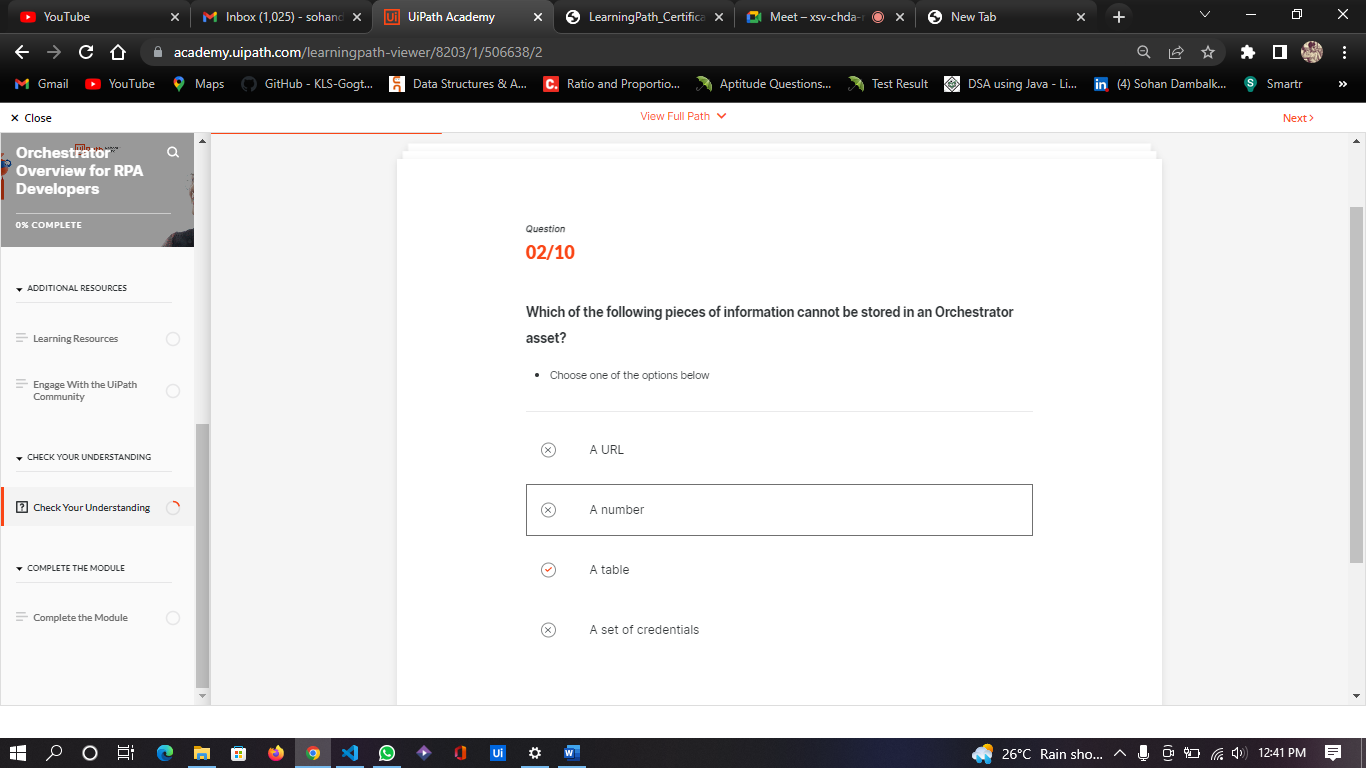 YouTube
Inbox (1,025) - sohand
UiPath Academy
LearningPath_Certifica
Meet – xsv-chda-
New Tab
academy.uipath.com/learningpath-viewer/8203/1/506638/2
Gmail
YouTube
Maps
GitHub - KLS-Gogt...
Data Structures & A...
Ratio and Proportio...
Aptitude Questions...
Test Result
DSA using Java - Li...
(4) Sohan Dambalk...
Smartr
»
Close
View Full Path
Next
Orchestrator
Overview for RPA
Developers
0% COMPLETE
ADDITIONAL RESOURCES
Learning Resources
Engage With the UiPath
Community
CHECK YOUR UNDERSTANDING
Check Your Understanding
COMPLETE THE MODULE
Complete the Module
Question
02/10
Which of the following pieces of information cannot be stored in an Orchestrator
asset?
Choose one of the options below
A URL
A number
A table
A set of credentials
26°C Rain sho...
12:41 PM